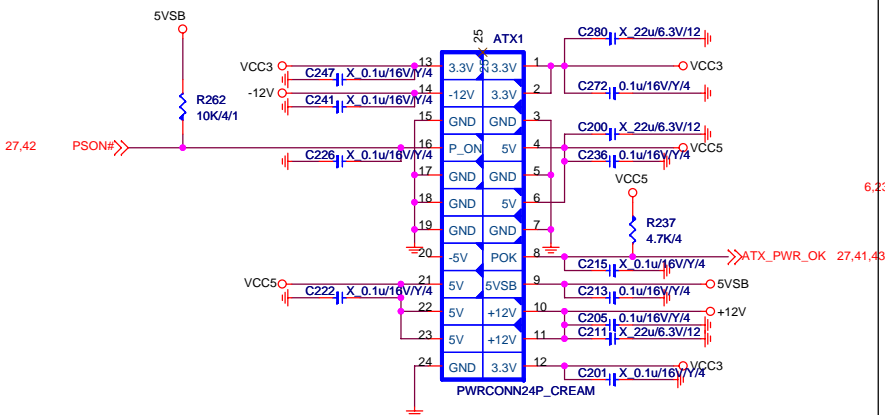 5VSB
25
ATX1
C280 X_22u/6.3V/12
VCC3
13
3.3V
3.3V
1
VCC3
C247 X_0.1u/16V/Y/4
25
-12V
14
-12V
3.3V
2
C272 0.1u/16V/Y/4
R262
10K/4/1
C241 X_0.1u/16V/Y/4
15
GND
GND
3
C200 X_22u/6.3V/12
27,42
PSON#
16
P_ON
5V
4
VCC5
C226 X_0.1u/16V/Y/4
C236 0.1u/16V/Y/4
17
GND
GND
5
VCC5
6,23
18
GND
5V
6
R237
4.7K/4
19
GND
GND
7
20
-5V
POK
8
ATX_PWR_OK 27,41,43
C215 X_0.1u/16V/Y/4
VCC5
21
5V
5VSB
9
5VSB
C222 X_0.1u/16V/Y/4
C213 0.1u/16V/Y/4
22
5V
+12V
10
+12V
C205 0.1u/16V/Y/4
23
5V
+12V
11
C211 X_22u/6.3V/12
24
GND
3.3V
12
VCC3
C201 X_0.1u/16V/Y/4
PWRCONN24P_CREAM